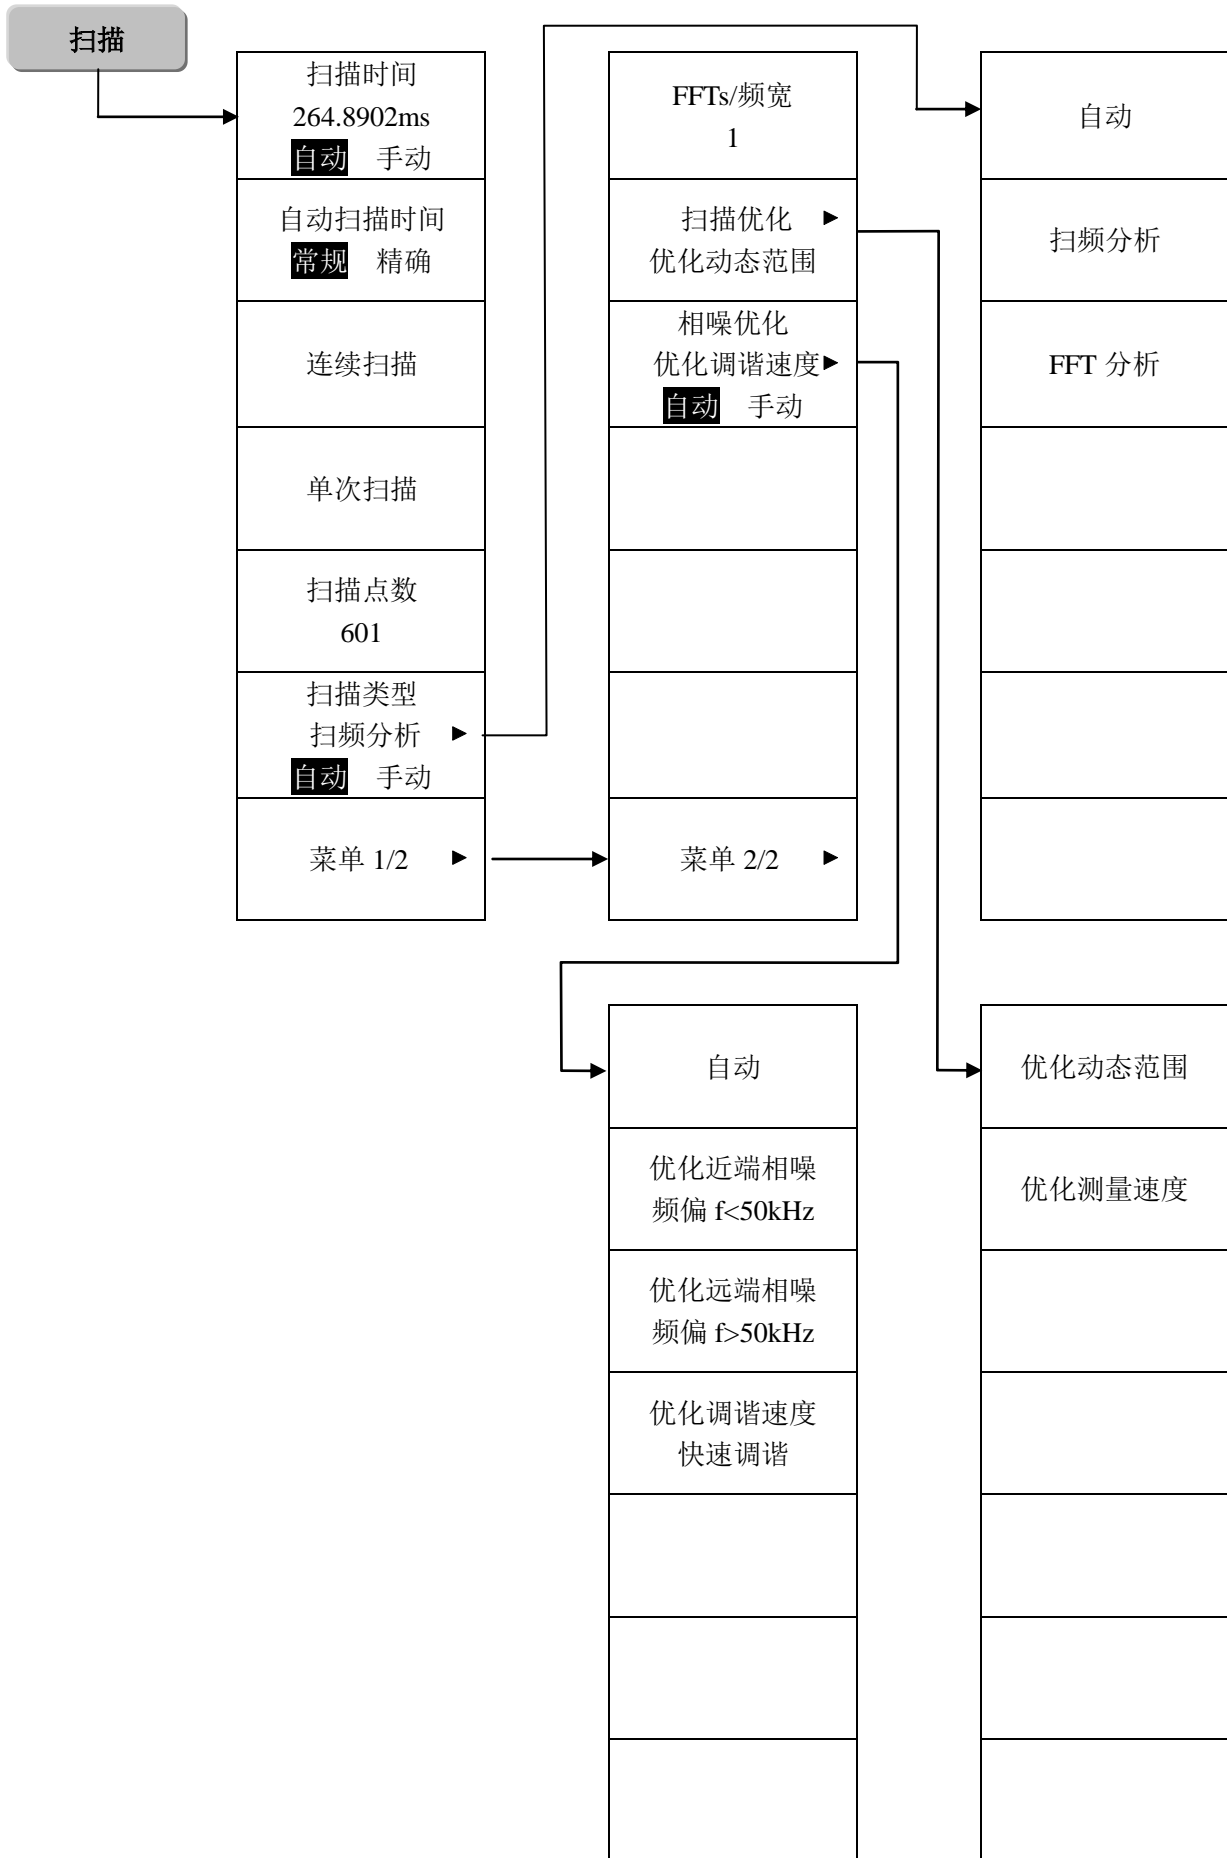 扫描
扫描时间
264.8902ms
自动 手动
自动扫描时间
常规 精确
连续扫描
单次扫描
扫描点数
601
扫描类型
扫频分析
自动 手动
菜单 1/2
FFTs/频宽
1
扫描优化
优化动态范围
相噪优化
优化调谐速度
自动 手动
菜单 2/2
自动
扫频分析
FFT 分析
自动
优化近端相噪
频偏 f<50kHz
优化远端相噪
频偏 f>50kHz
优化调谐速度
快速调谐
优化动态范围
优化测量速度